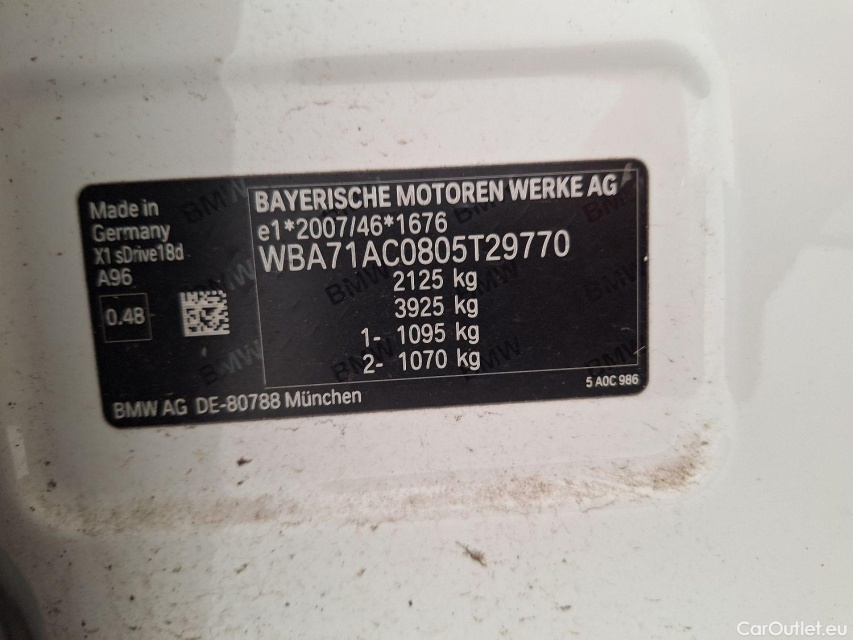 Made in
Germany
X1 sDrive18d
A96
0.48
BAYERISCHE MOTOREN WERKE AG
e1*2007/46*1676
WBA71AC0805T29770
2125 kg
3925 kg
1- 1095 kg
2- 1070 kg
5 A0C 986
BMW AG DE-80788 München
CarOutlet.eu